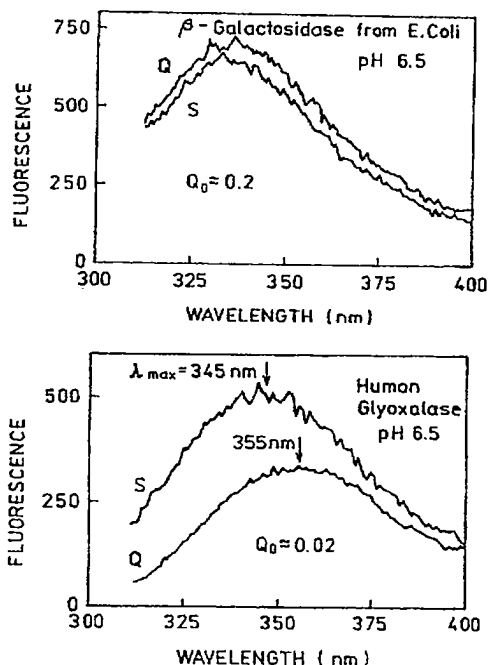 β-Galactosidase from E.Coli
pH 6.5
750
500
250
0
FLUORESCENCE
Q
S
Q₀ ≈ 0.2
300 325 350 375 400
WAVELENGTH (nm)
λmax = 345 nm
Human
Glyoxalase
pH 6.5
355nm
500
250
0
FLUORESCENCE
S
Q
Q₀ ≈ 0.02
300 325 350 375 400
WAVELENGTH (nm)